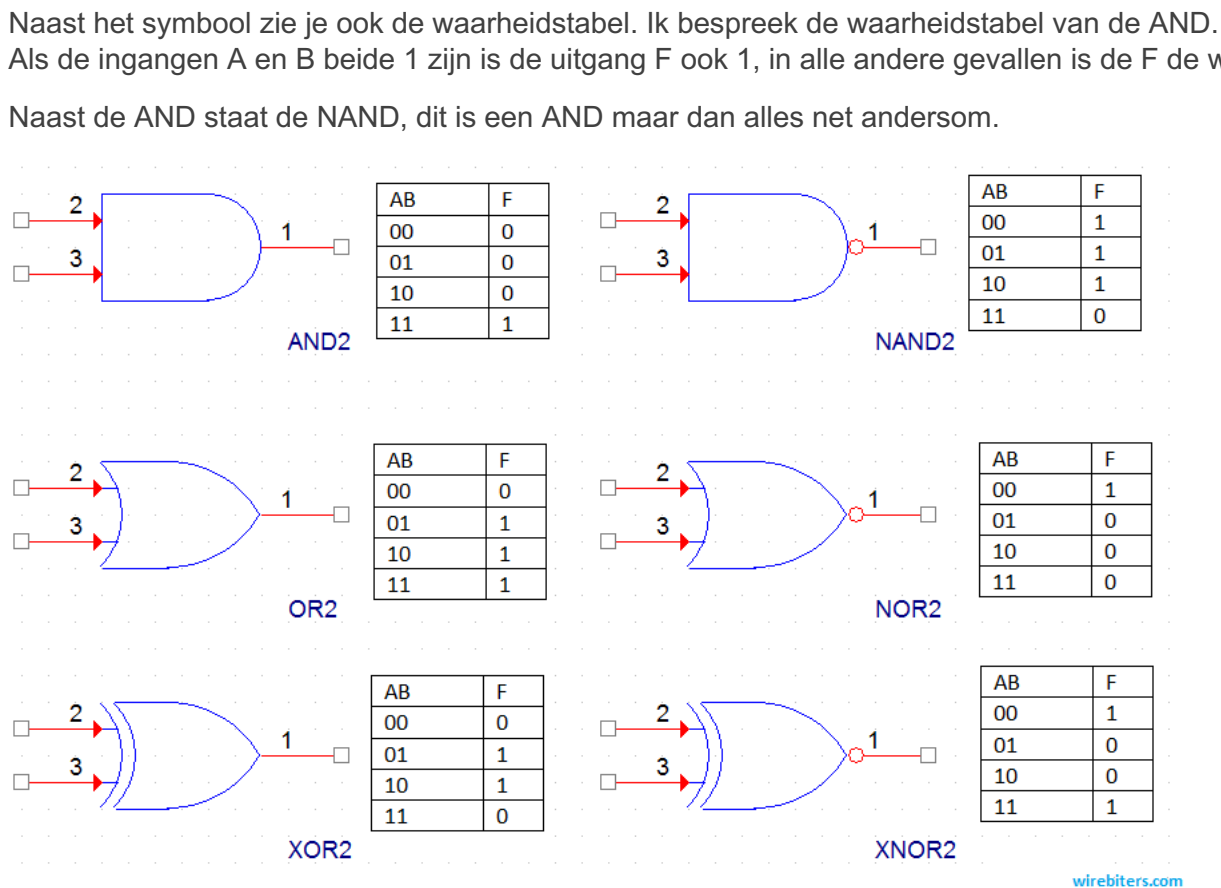 Naast het symbool zie je ook de waarheidstabel. Ik bespreek de waarheidstabel van de AND.
Als de ingangen A en B beide 1 zijn is de uitgang F ook 1, in alle andere gevallen is de F de
Naast de AND staat de NAND, dit is een AND maar dan alles net andersom.
2
3
1
AND2
AB F
00 0
01 0
10 0
11 1
2
3
1
NAND2
AB F
00 1
01 1
10 1
11 0
2
3
1
OR2
AB F
00 0
01 1
10 1
11 1
2
3
1
NOR2
AB F
00 1
01 0
10 0
11 0
2
3
1
XOR2
AB F
00 0
01 1
10 1
11 0
2
3
1
XNOR2
AB F
00 1
01 0
10 0
11 1
wirebiters.com